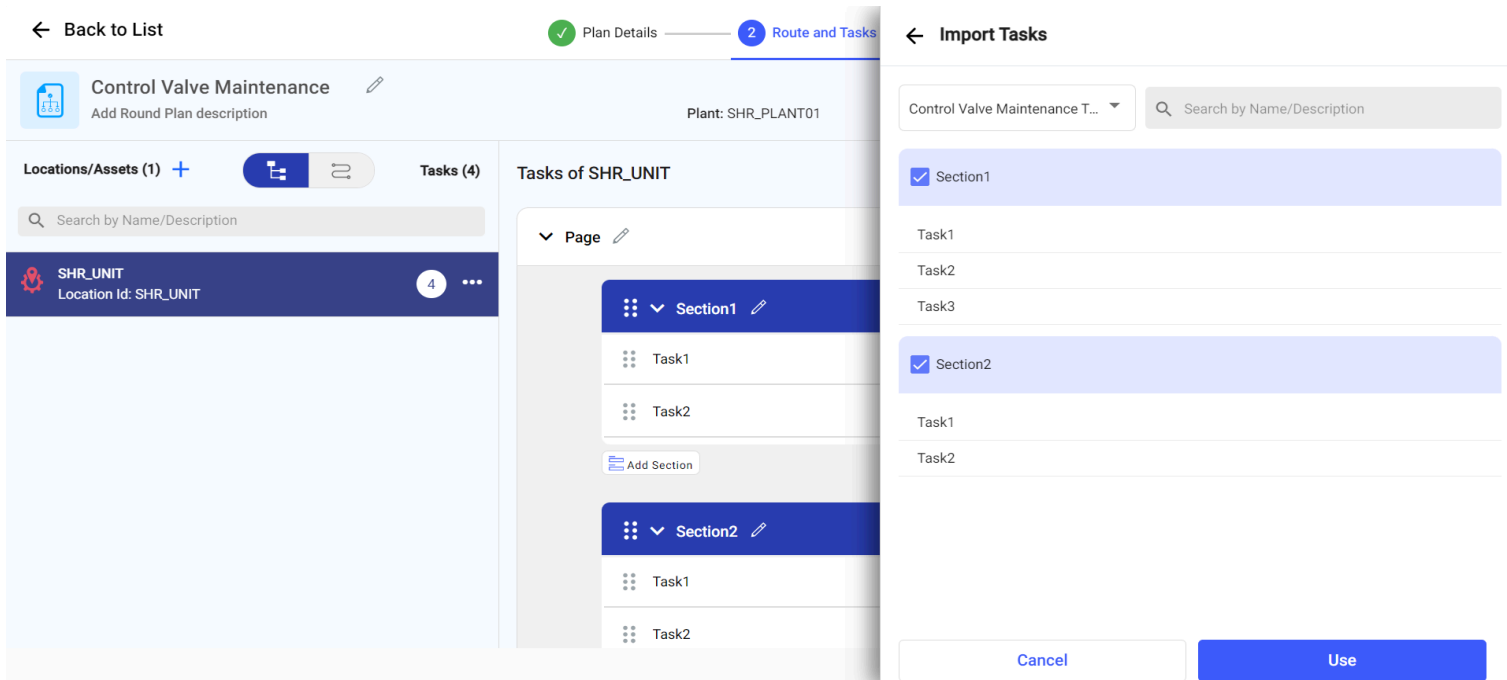 Back to List
Plan Details
2 Route and Tasks
Control Valve Maintenance
Add Round Plan description
Plant: SHR_PLANT01
Locations/Assets (1)
Tasks (4)
Search by Name/Description
SHR_UNIT
Location Id: SHR_UNIT
4
Tasks of SHR_UNIT
Page
Section1
Task1
Task2
Add Section
Section2
Task1
Task2
Import Tasks
Control Valve Maintenance T...
Search by Name/Description
Section1
Task1
Task2
Task3
Section2
Task1
Task2
Cancel
Use